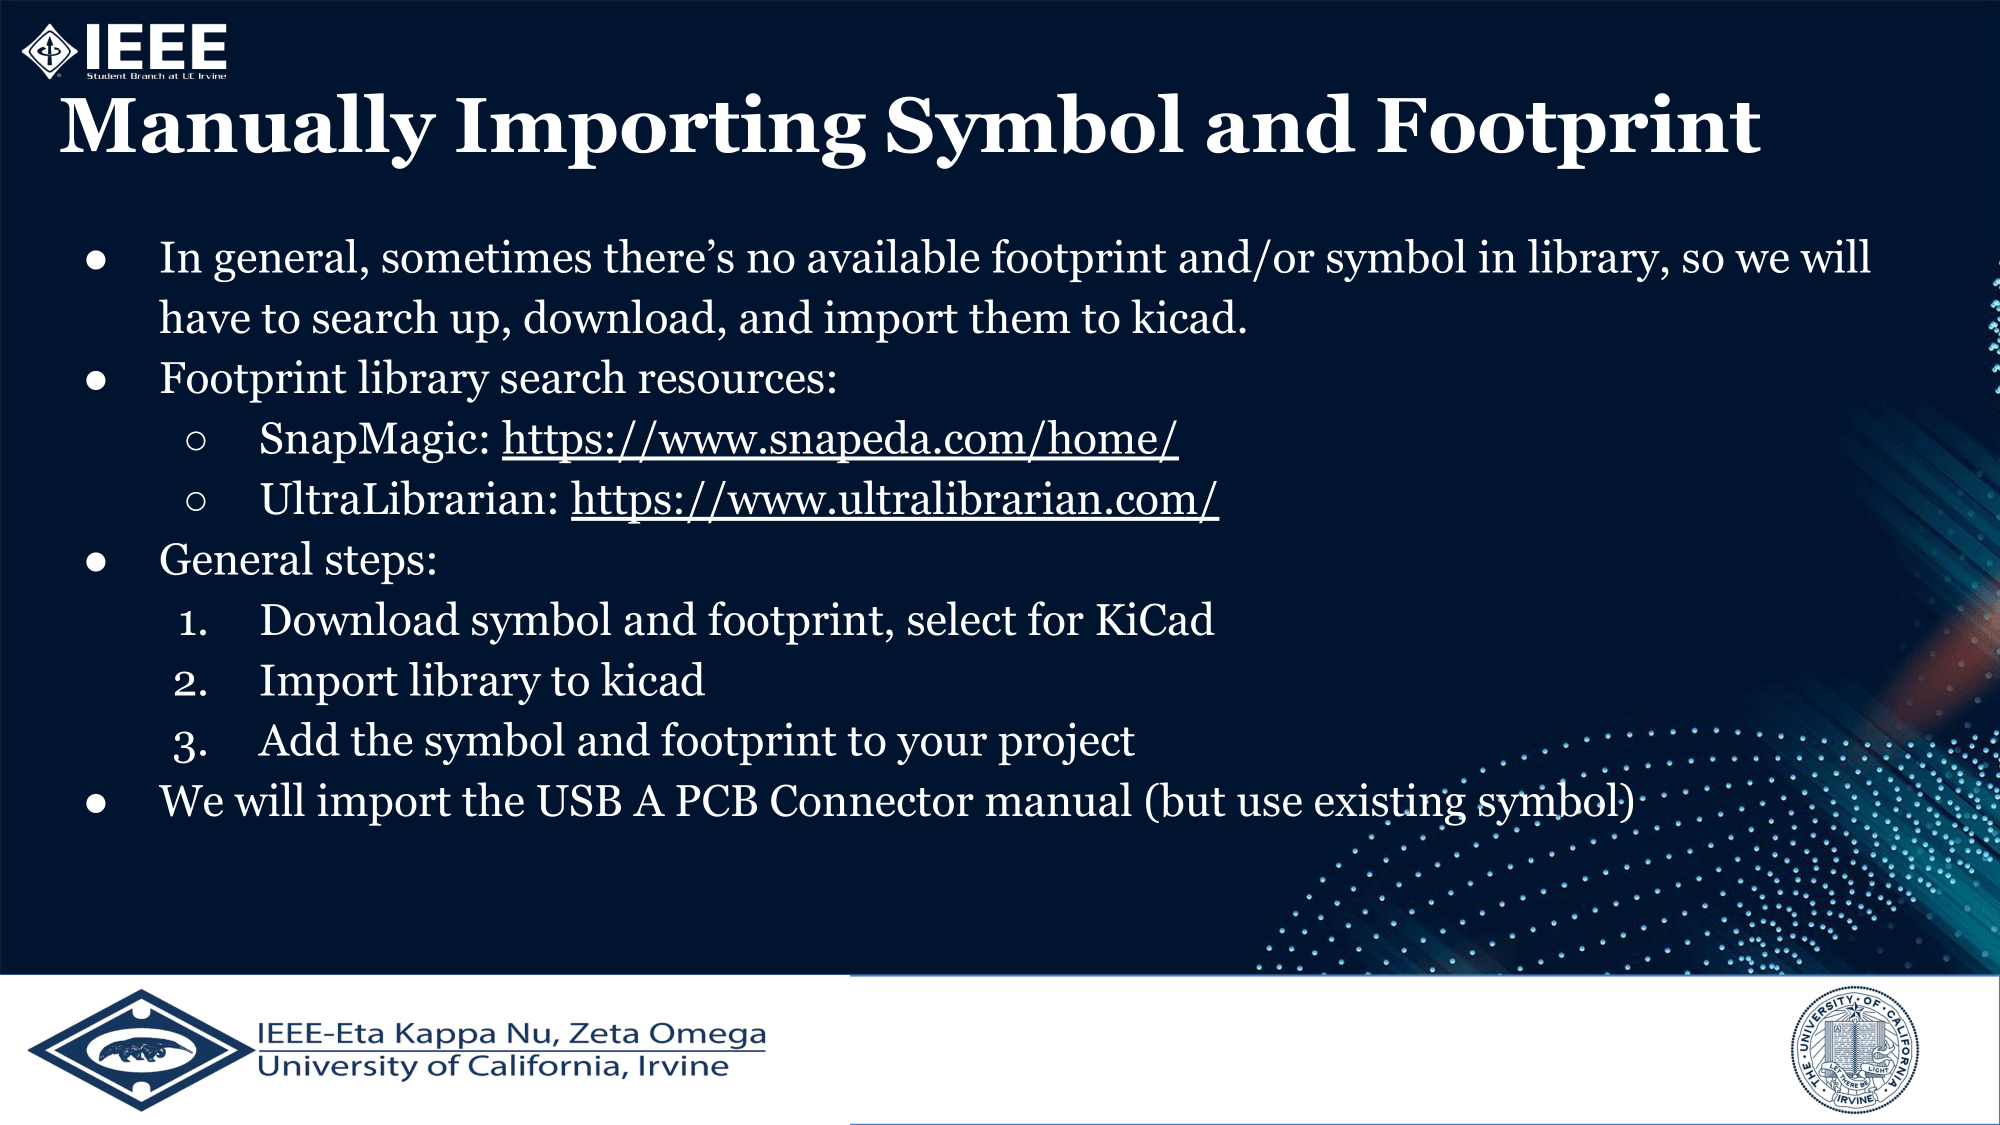 IEEE
Student Branch at UC Irvine
Manually Importing Symbol and Footprint
● In general, sometimes there’s no available footprint and/or symbol in library, so we will
have to search up, download, and import them to kicad.
● Footprint library search resources:
○ SnapMagic: https://www.snapeda.com/home/
○ UltraLibrarian: https://www.ultralibrarian.com/
● General steps:
1. Download symbol and footprint, select for KiCad
2. Import library to kicad
3. Add the symbol and footprint to your project
● We will import the USB A PCB Connector manual (but use existing symbol)
IEEE-Eta Kappa Nu, Zeta Omega
University of California, Irvine
THE · UNIVERSITY · OF · CALIFORNIA
LET THERE BE LIGHT
IRVINE